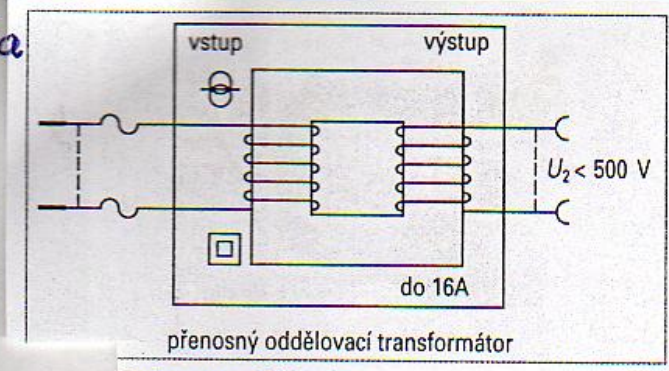 a
vstup výstup
U₂ < 500 V
do 16A
přenosný oddělovací transformátor